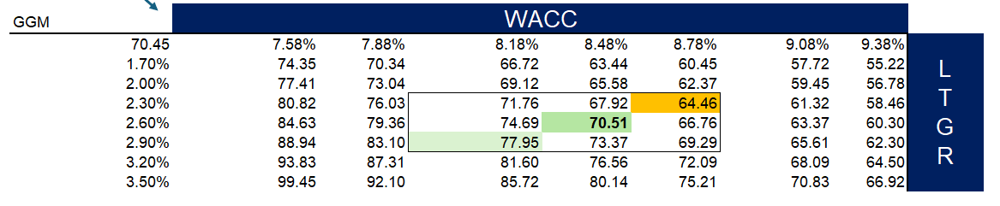 WACC
GGM
70.45 7.58% 7.88% 8.18% 8.48% 8.78% 9.08% 9.38%
1.70% 74.35 70.34 66.72 63.44 60.45 57.72 55.22
2.00% 77.41 73.04 69.12 65.58 62.37 59.45 56.78
2.30% 80.82 76.03 71.76 67.92 64.46 61.32 58.46
2.60% 84.63 79.36 74.69 70.51 66.76 63.37 60.30
2.90% 88.94 83.10 77.95 73.37 69.29 65.61 62.30
3.20% 93.83 87.31 81.60 76.56 72.09 68.09 64.50
3.50% 99.45 92.10 85.72 80.14 75.21 70.83 66.92
L
T
G
R